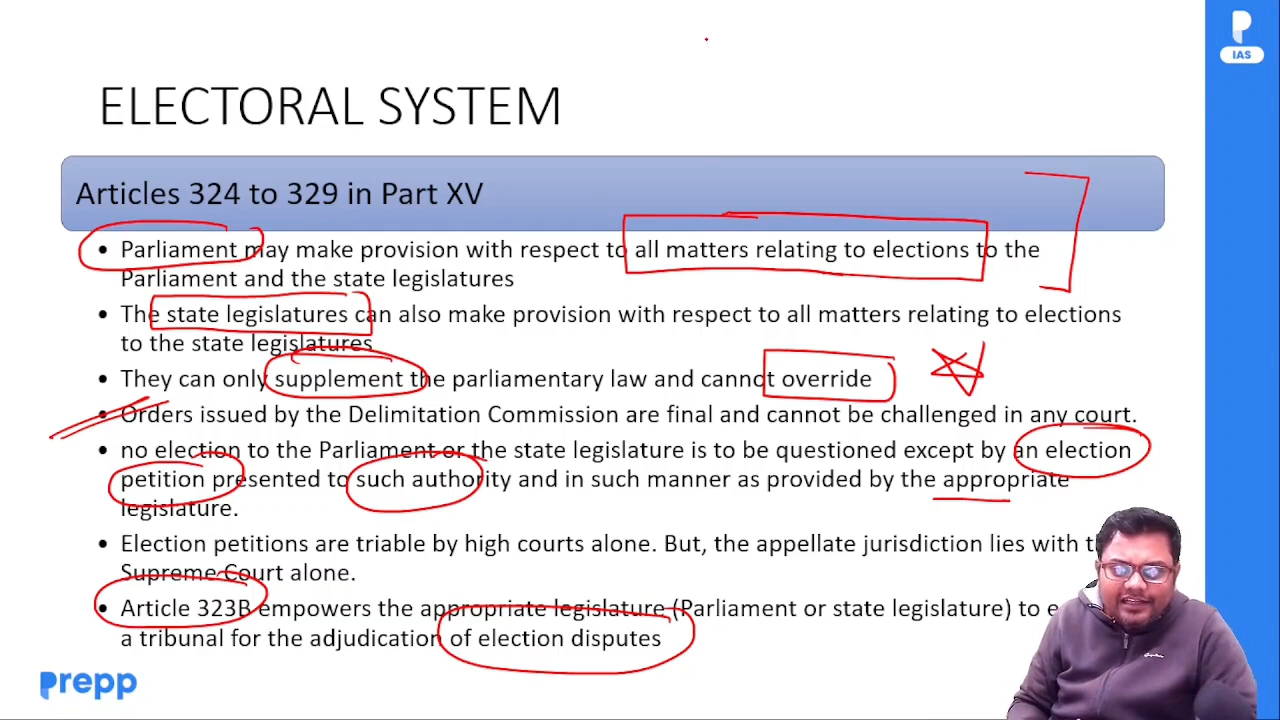 IAS
ELECTORAL SYSTEM
Articles 324 to 329 in Part XV
• Parliament may make provision with respect to all matters relating to elections to the
Parliament and the state legislatures
• The state legislatures can also make provision with respect to all matters relating to elections
to the state legislatures
• They can only supplement the parliamentary law and cannot override
• Orders issued by the Delimitation Commission are final and cannot be challenged in any court.
• no election to the Parliament or the state legislature is to be questioned except by an election
petition presented to such authority and in such manner as provided by the appropriate
legislature.
• Election petitions are triable by high courts alone. But, the appellate jurisdiction lies with
Supreme Court alone.
• Article 323B empowers the appropriate legislature (Parliament or state legislature) to
a tribunal for the adjudication of election disputes
prepp